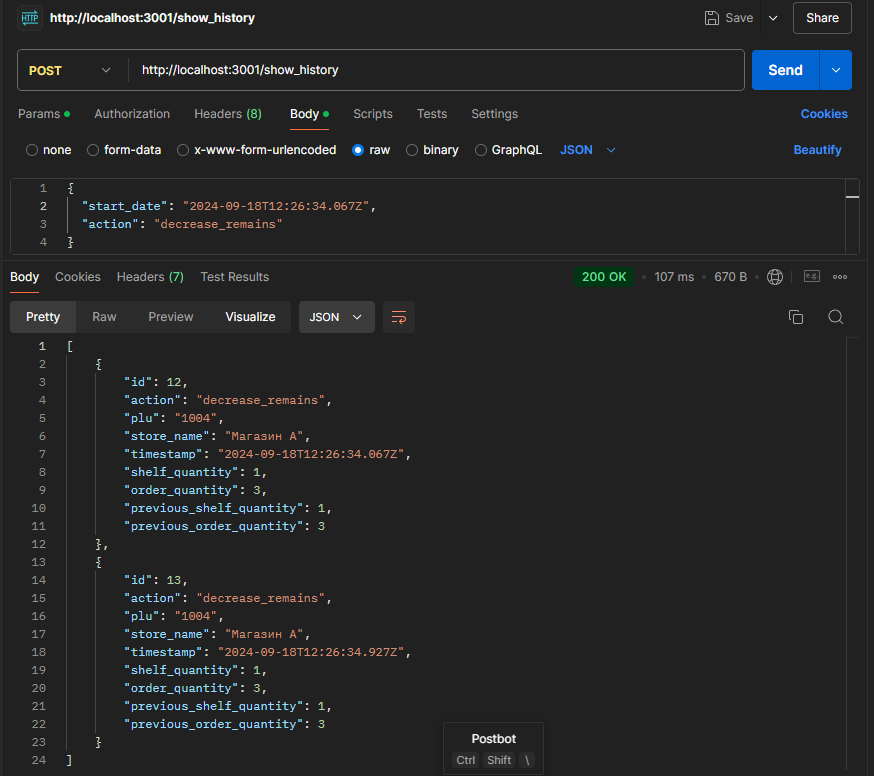 HTTP http://localhost:3001/show_history Save Share
POST http://localhost:3001/show_history Send
Params Authorization Headers (8) Body Scripts Tests Settings Cookies
none form-data x-www-form-urlencoded raw binary GraphQL JSON Beautify
1 {
2 "start_date": "2024-09-18T12:26:34.067Z",
3 "action": "decrease_remains"
4 }
Body Cookies Headers (7) Test Results 200 OK • 107 ms • 670 B • e.g.
Pretty Raw Preview Visualize JSON
1 [
2 {
3 "id": 12,
4 "action": "decrease_remains",
5 "plu": "1004",
6 "store_name": "Магазин А",
7 "timestamp": "2024-09-18T12:26:34.067Z",
8 "shelf_quantity": 1,
9 "order_quantity": 3,
10 "previous_shelf_quantity": 1,
11 "previous_order_quantity": 3
12 },
13 {
14 "id": 13,
15 "action": "decrease_remains",
16 "plu": "1004",
17 "store_name": "Магазин А",
18 "timestamp": "2024-09-18T12:26:34.927Z",
19 "shelf_quantity": 1,
20 "order_quantity": 3,
21 "previous_shelf_quantity": 1,
22 "previous_order_quantity": 3
23 }
24 ]
Postbot
Ctrl Shift \